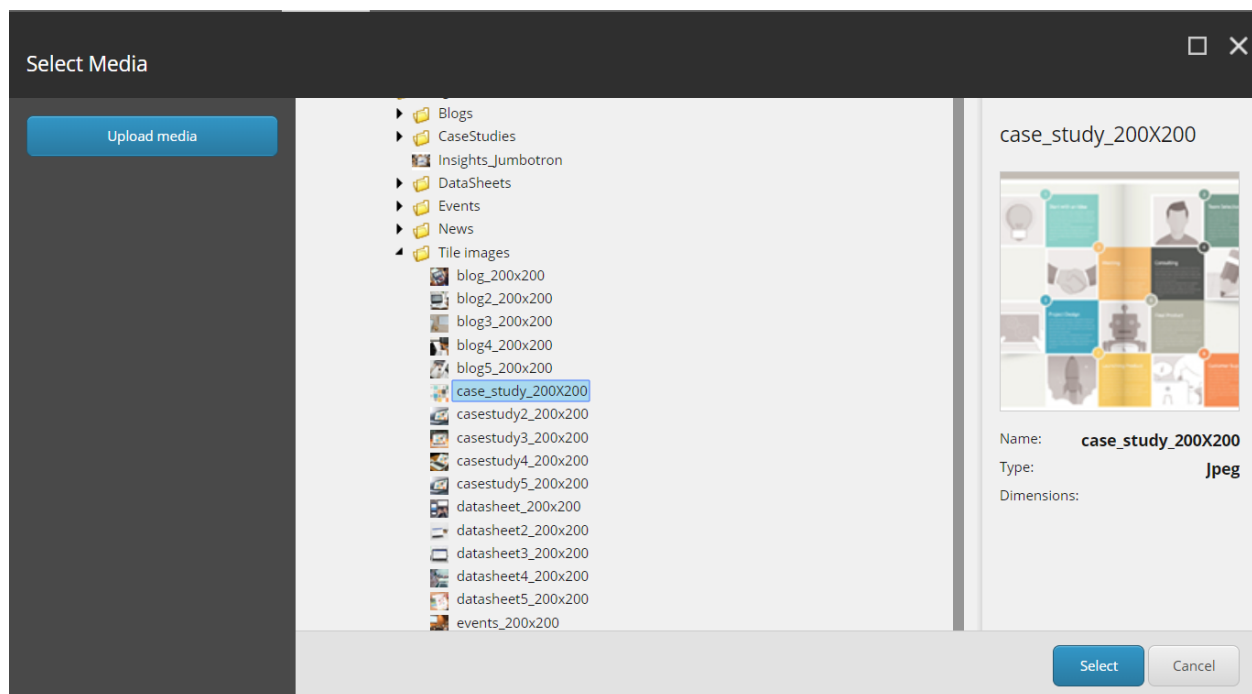 Select Media
Upload media
Blogs
CaseStudies
Insights_Jumbotron
DataSheets
Events
News
Tile images
blog_200x200
blog2_200x200
blog3_200x200
blog4_200x200
blog5_200x200
case_study_200X200
casestudy2_200x200
casestudy3_200x200
casestudy4_200x200
casestudy5_200x200
datasheet_200x200
datasheet2_200x200
datasheet3_200x200
datasheet4_200x200
datasheet5_200x200
events_200x200
case_study_200X200
Name: case_study_200X200
Type: Jpeg
Dimensions:
Select Cancel